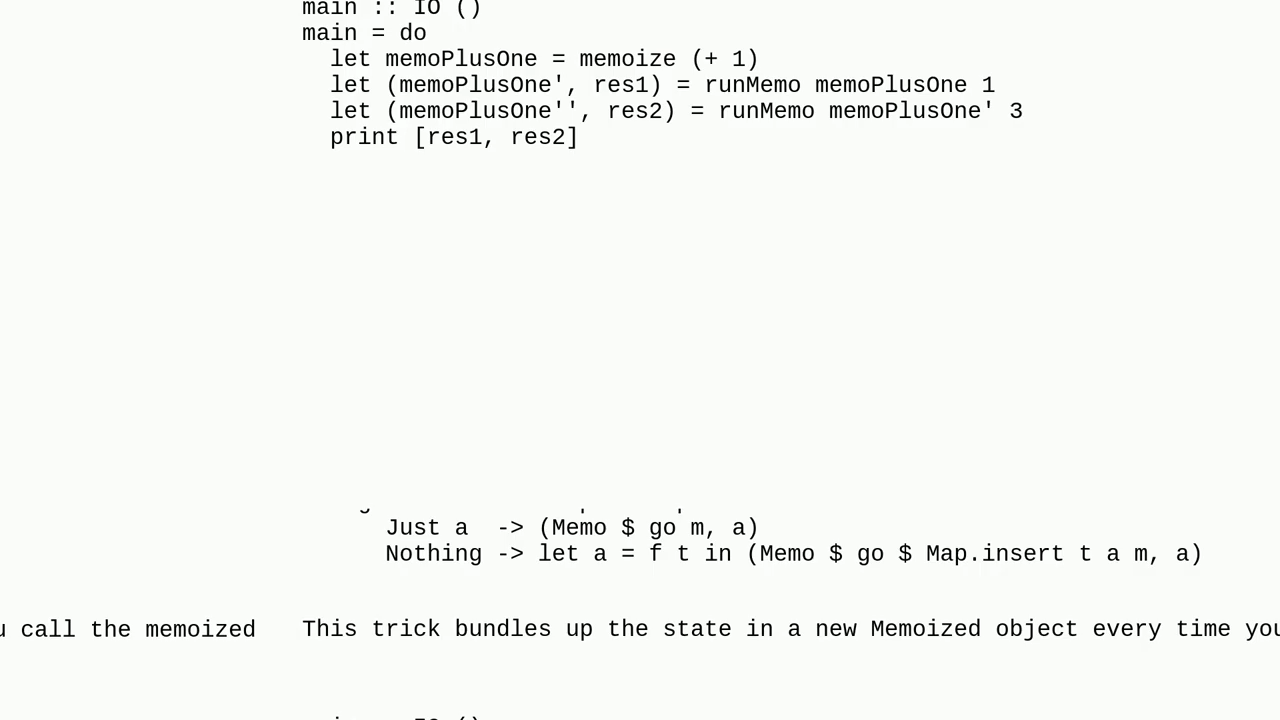 main :: IO ()
main = do
  let memoPlusOne = memoize (+ 1)
  let (memoPlusOne', res1) = runMemo memoPlusOne 1
  let (memoPlusOne'', res2) = runMemo memoPlusOne' 3
  print [res1, res2]
      Just a  -> (Memo $ go m, a)
      Nothing -> let a = f t in (Memo $ go $ Map.insert t a m, a)
u call the memoized   This trick bundles up the state in a new Memoized object every time you